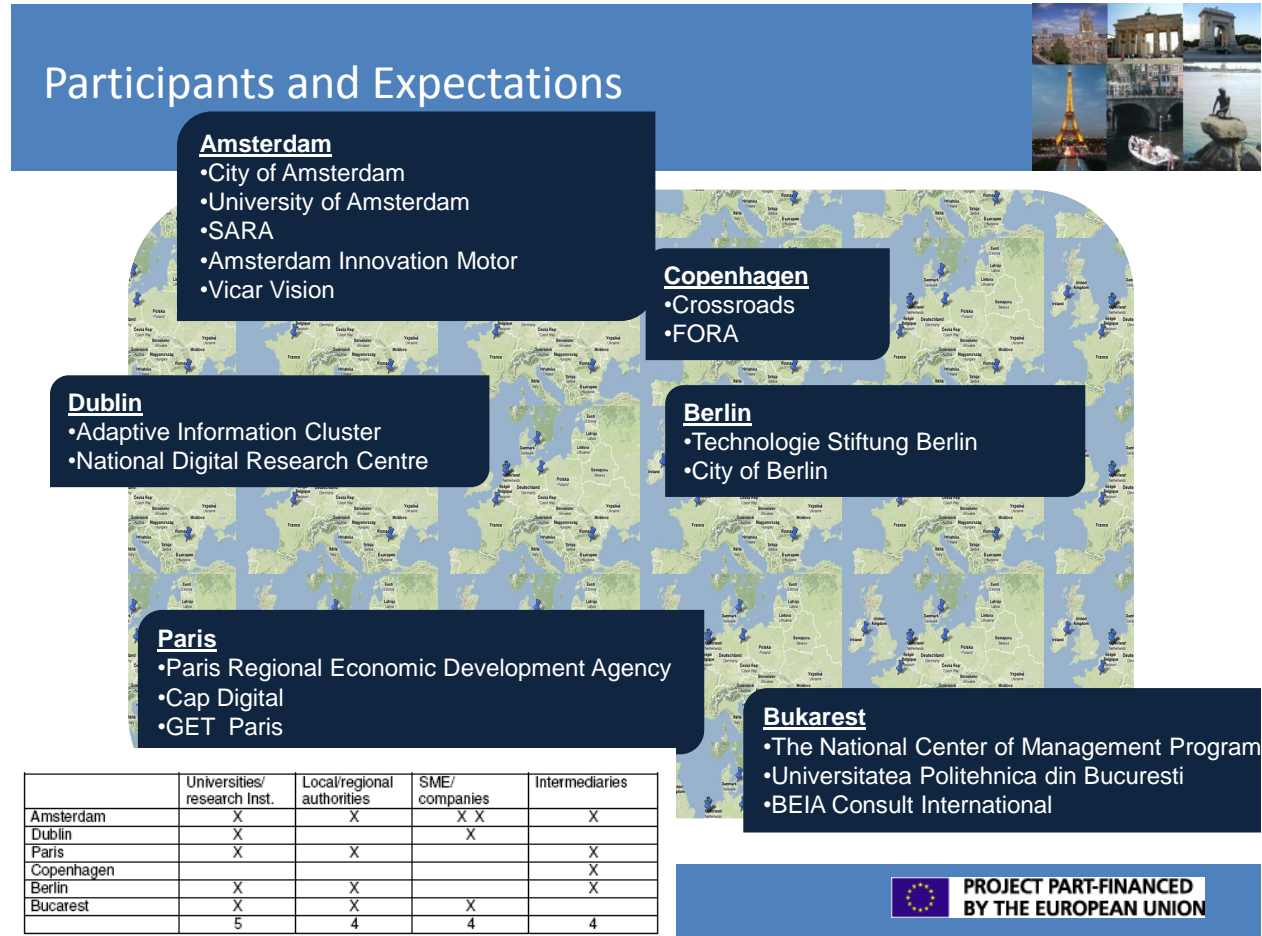 Participants and Expectations
Amsterdam
•City of Amsterdam
•University of Amsterdam
•SARA
•Amsterdam Innovation Motor
•Vicar Vision
Copenhagen
•Crossroads
•FORA
Dublin
•Adaptive Information Cluster
•National Digital Research Centre
Berlin
•Technologie Stiftung Berlin
•City of Berlin
Paris
•Paris Regional Economic Development Agency
•Cap Digital
•GET Paris
Bukarest
•The National Center of Management Program
•Universitatea Politehnica din Bucuresti
•BEIA Consult International
Universities/ research Inst. Local/regional authorities SME/ companies Intermediaries
Amsterdam X X X X X
Dublin X X
Paris X X X
Copenhagen X
Berlin X X X
Bucarest X X X
5 4 4 4
PROJECT PART-FINANCED
BY THE EUROPEAN UNION